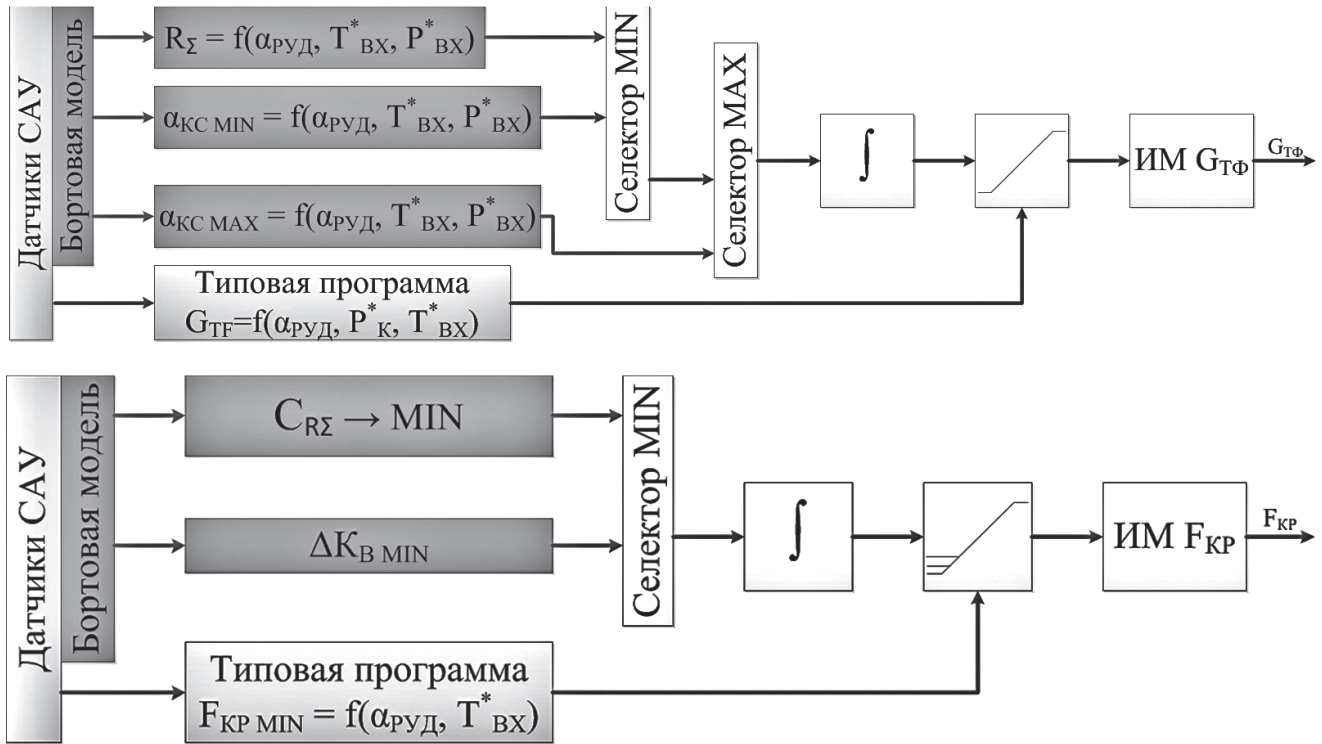 Датчики САУ
Бортовая модель
R_Σ = f(α_РУД, T*_ВХ, P*_ВХ)
α_КС MIN = f(α_РУД, T*_ВХ, P*_ВХ)
α_КС MAX = f(α_РУД, T*_ВХ, P*_ВХ)
Типовая программа
G_TF=f(α_РУД, P*_К, T*_ВХ)
Селектор MIN
Селектор MAX
∫
ИМ G_ТФ
G_ТФ
Датчики САУ
Бортовая модель
C_RΣ → MIN
ΔК_В MIN
Типовая программа
F_КР MIN = f(α_РУД, T*_ВХ)
Селектор MIN
∫
ИМ F_КР
F_КР